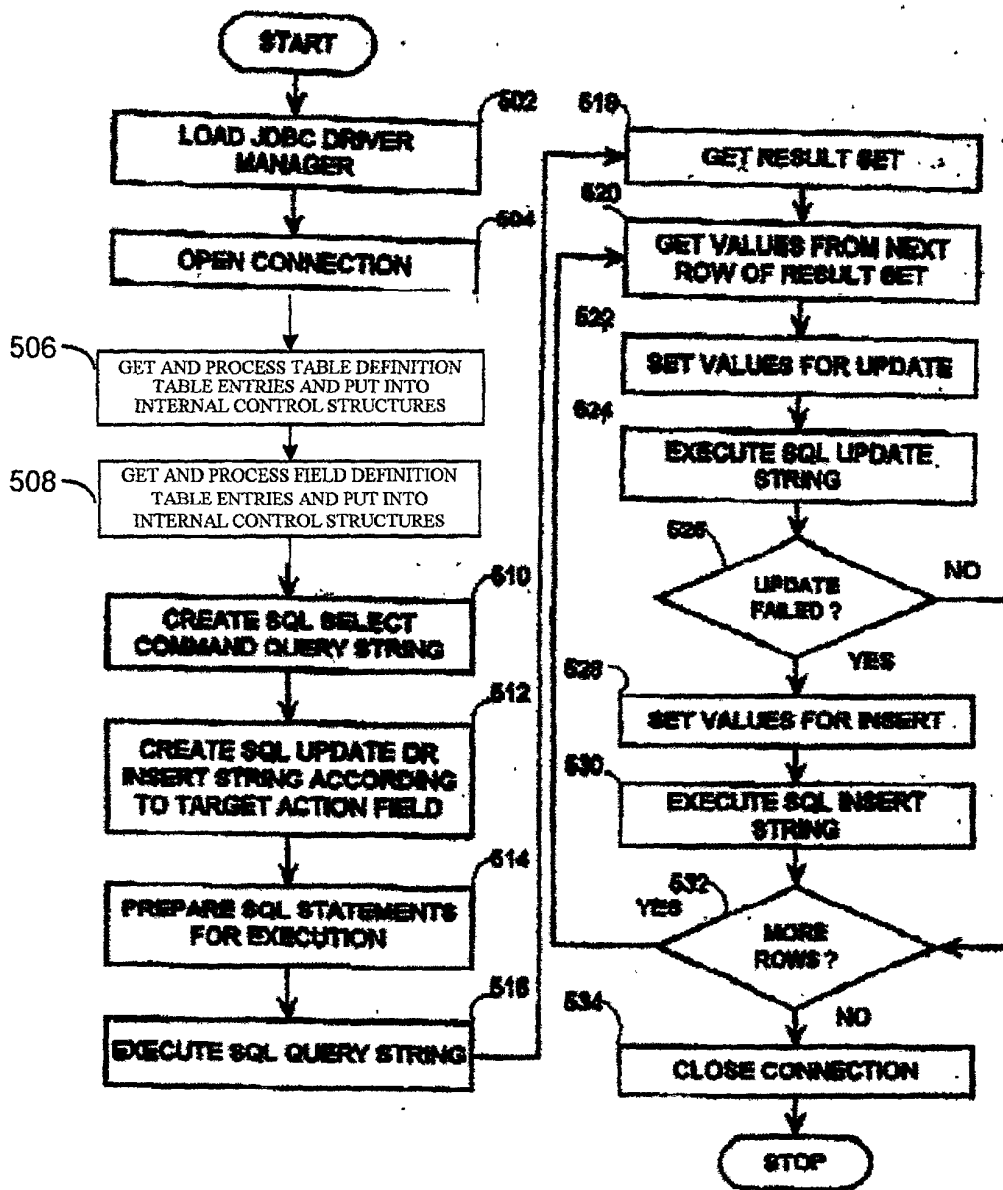 START
502
LOAD JDBC DRIVER
MANAGER
504
OPEN CONNECTION
506
GET AND PROCESS TABLE DEFINITION
TABLE ENTRIES AND PUT INTO
INTERNAL CONTROL STRUCTURES
508
GET AND PROCESS FIELD DEFINITION
TABLE ENTRIES AND PUT INTO
INTERNAL CONTROL STRUCTURES
510
CREATE SQL SELECT
COMMAND QUERY STRING
512
CREATE SQL UPDATE OR
INSERT STRING ACCORDING
TO TARGET ACTION FIELD
514
PREPARE SQL STATEMENTS
FOR EXECUTION
516
EXECUTE SQL QUERY STRING
518
GET RESULT SET
520
GET VALUES FROM NEXT
ROW OF RESULT SET
522
SET VALUES FOR UPDATE
524
EXECUTE SQL UPDATE
STRING
526
UPDATE
FAILED ?
NO
YES
528
SET VALUES FOR INSERT
530
EXECUTE SQL INSERT
STRING
532
YES
MORE
ROWS ?
NO
534
CLOSE CONNECTION
STOP